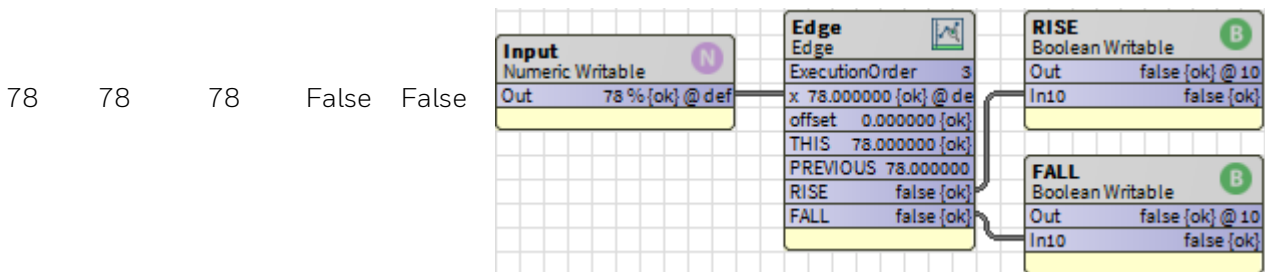 78 78 78 False False
Input
Numeric Writable
N
Out 78 % {ok} @ def
Edge
Edge
ExecutionOrder 3
x 78.000000 {ok} @ de
offset 0.000000 {ok}
THIS 78.000000 {ok}
PREVIOUS 78.000000
RISE false {ok}
FALL false {ok}
RISE
Boolean Writable
B
Out false {ok} @ 10
In10 false {ok}
FALL
Boolean Writable
B
Out false {ok} @ 10
In10 false {ok}